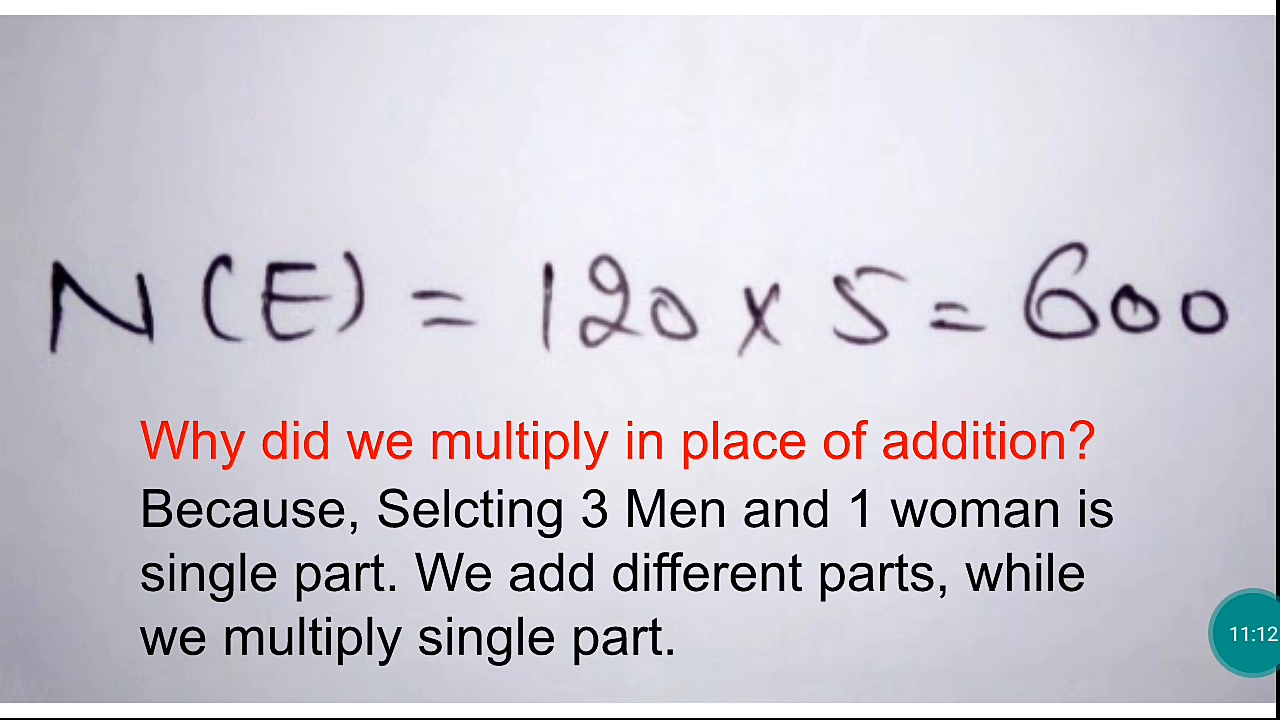 N(E) = 120 x 5 = 600
Why did we multiply in place of addition?
Because, Selcting 3 Men and 1 woman is
single part. We add different parts, while
we multiply single part.
11:12